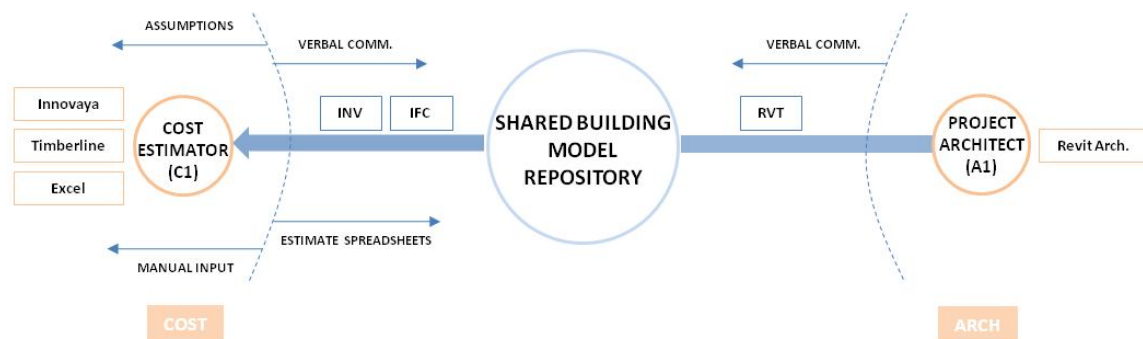 ASSUMPTIONS
VERBAL COMM.
VERBAL COMM.
Innovaya
Timberline
Excel
COST
ESTIMATOR
(C1)
INV
IFC
SHARED BUILDING
MODEL
REPOSITORY
RVT
PROJECT
ARCHITECT
(A1)
Revit Arch.
ESTIMATE SPREADSHEETS
MANUAL INPUT
COST
ARCH